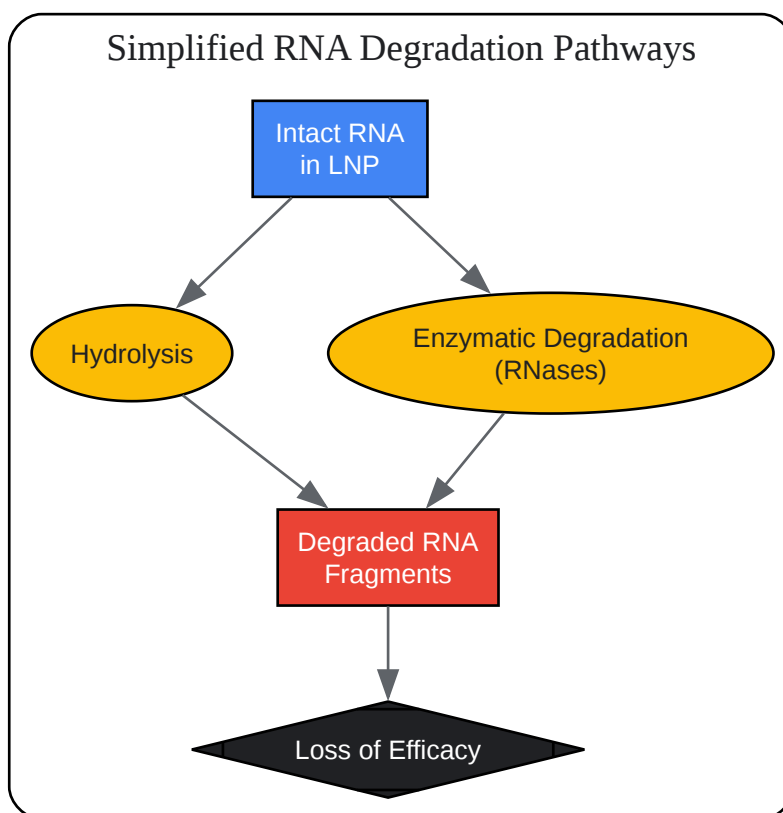 Simplified RNA Degradation Pathways
Intact RNA
in LNP
Hydrolysis
Enzymatic Degradation
(RNases)
Degraded RNA
Fragments
Loss of Efficacy